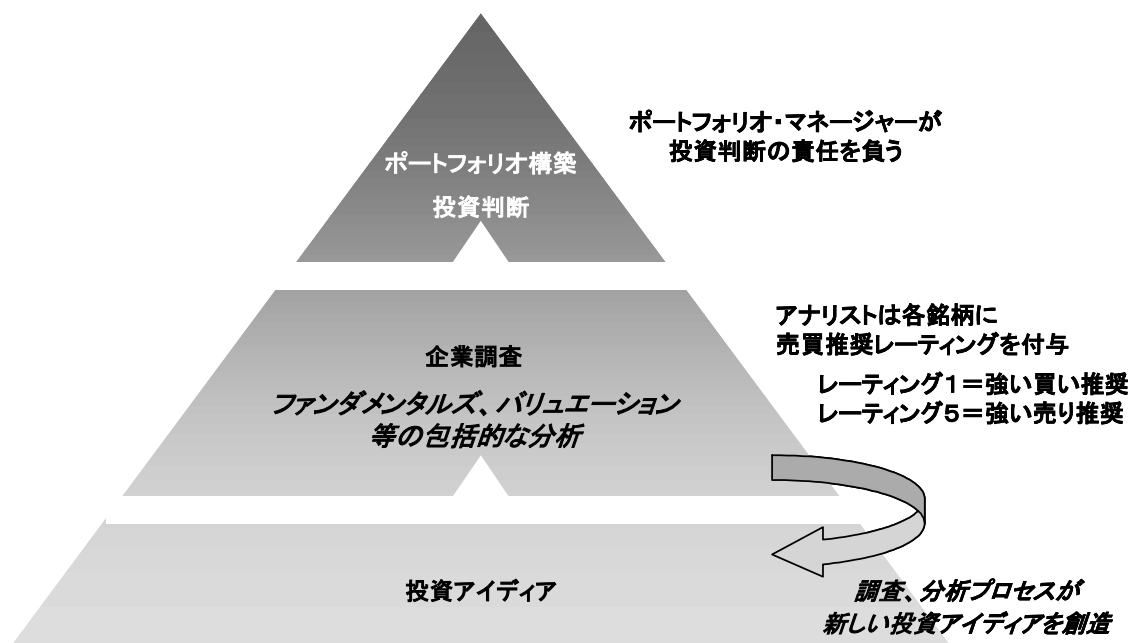 ポートフォリオ構築
投資判断
ポートフォリオ・マネージャーが
投資判断の責任を負う
企業調査
ファンダメンタルズ、バリュエーション
等の包括的な分析
アナリストは各銘柄に
売買推奨レーティングを付与
レーティング１＝強い買い推奨
レーティング５＝強い売り推奨
投資アイディア
調査、分析プロセスが
新しい投資アイディアを創造